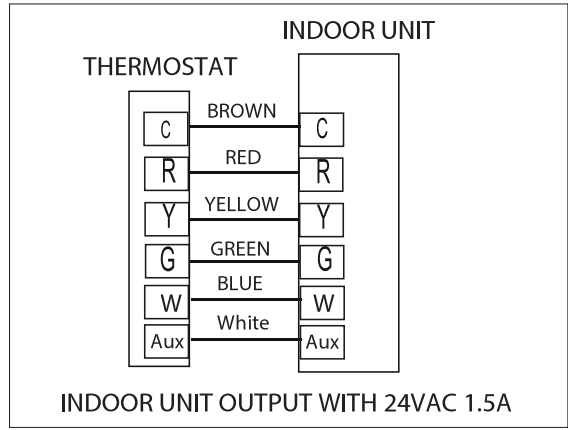 INDOOR UNIT
THERMOSTAT
C BROWN C
R RED R
Y YELLOW Y
G GREEN G
W BLUE W
Aux White Aux
INDOOR UNIT OUTPUT WITH 24VAC 1.5A